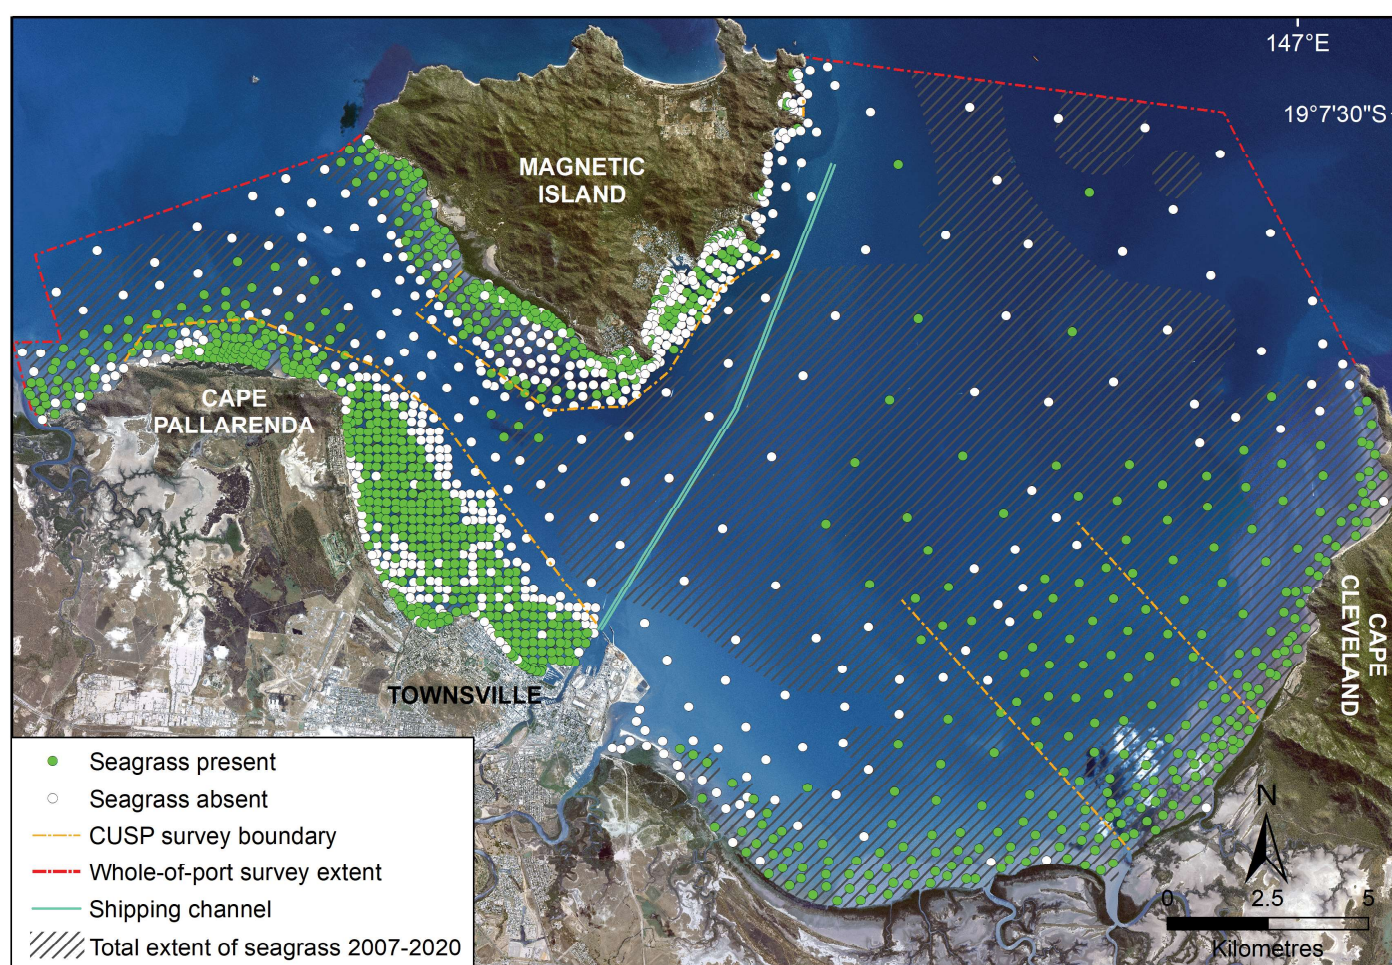 147°E
19°7'30"S
MAGNETIC
ISLAND
CAPE
PALLARENDA
CAPE
CLEVELAND
TOWNSVILLE
Seagrass present
Seagrass absent
CUSP survey boundary
Whole-of-port survey extent
Shipping channel
Total extent of seagrass 2007-2020
N
0 2.5 5
Kilometres